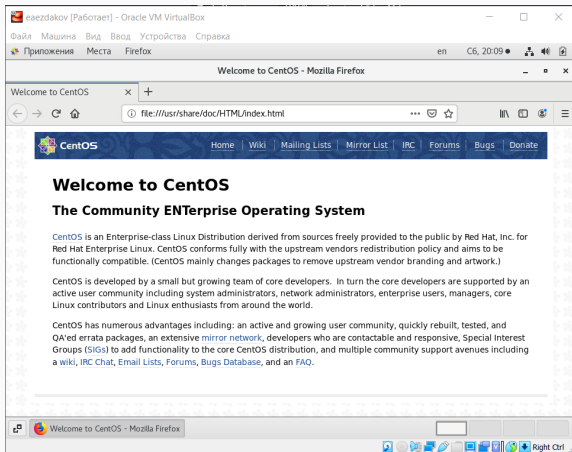 eaezdakov [Работает] - Oracle VM VirtualBox
Файл Машина Вид Ввод Устройства Справка
Приложения Места Firefox en Сб, 20:09
Welcome to CentOS - Mozilla Firefox
Welcome to CentOS
file:///usr/share/doc/HTML/index.html
CentOS Home Wiki Mailing Lists Mirror List IRC Forums Bugs Donate
Welcome to CentOS
The Community ENTerprise Operating System
CentOS is an Enterprise-class Linux Distribution derived from sources freely provided to the public by Red Hat, Inc. for
Red Hat Enterprise Linux. CentOS conforms fully with the upstream vendors redistribution policy and aims to be
functionally compatible. (CentOS mainly changes packages to remove upstream vendor branding and artwork.)
CentOS is developed by a small but growing team of core developers. In turn the core developers are supported by an
active user community including system administrators, network administrators, enterprise users, managers, core
Linux contributors and Linux enthusiasts from around the world.
CentOS has numerous advantages including: an active and growing user community, quickly rebuilt, tested, and
QA'ed errata packages, an extensive mirror network, developers who are contactable and responsive, Special Interest
Groups (SIGs) to add functionality to the core CentOS distribution, and multiple community support avenues including
a wiki, IRC Chat, Email Lists, Forums, Bugs Database, and an FAQ.
Welcome to CentOS - Mozilla Firefox
Right Ctrl